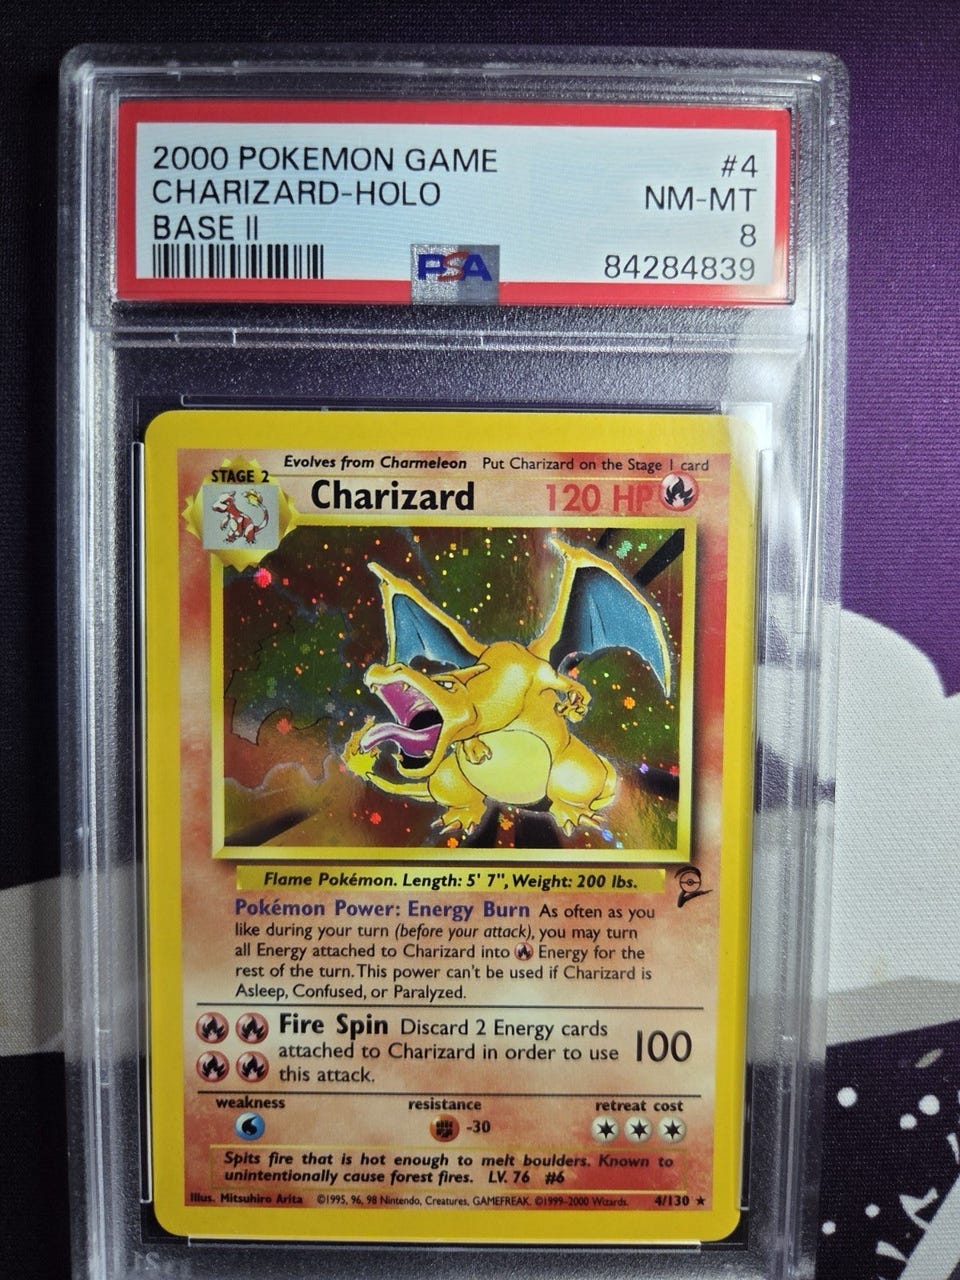 2000 POKEMON GAME #4
CHARIZARD-HOLO NM-MT
BASE II 8
PSA 84284839
Evolves from Charmeleon Put Charizard on the Stage 1 card
STAGE 2
Charizard 120 HP
Flame Pokémon. Length: 5' 7", Weight: 200 lbs.
Pokémon Power: Energy Burn As often as you
like during your turn (before your attack), you may turn
all Energy attached to Charizard into Energy for the
rest of the turn. This power can't be used if Charizard is
Asleep, Confused, or Paralyzed.
Fire Spin Discard 2 Energy cards
attached to Charizard in order to use 100
this attack.
weakness resistance retreat cost
-30
Spits fire that is hot enough to melt boulders. Known to
unintentionally cause forest fires. LV. 76 #6
Illus. Mitsuhiro Arita ©1995, 96, 98 Nintendo, Creatures, GAMEFREAK. ©1999-2000 Wizards. 4/130 ★